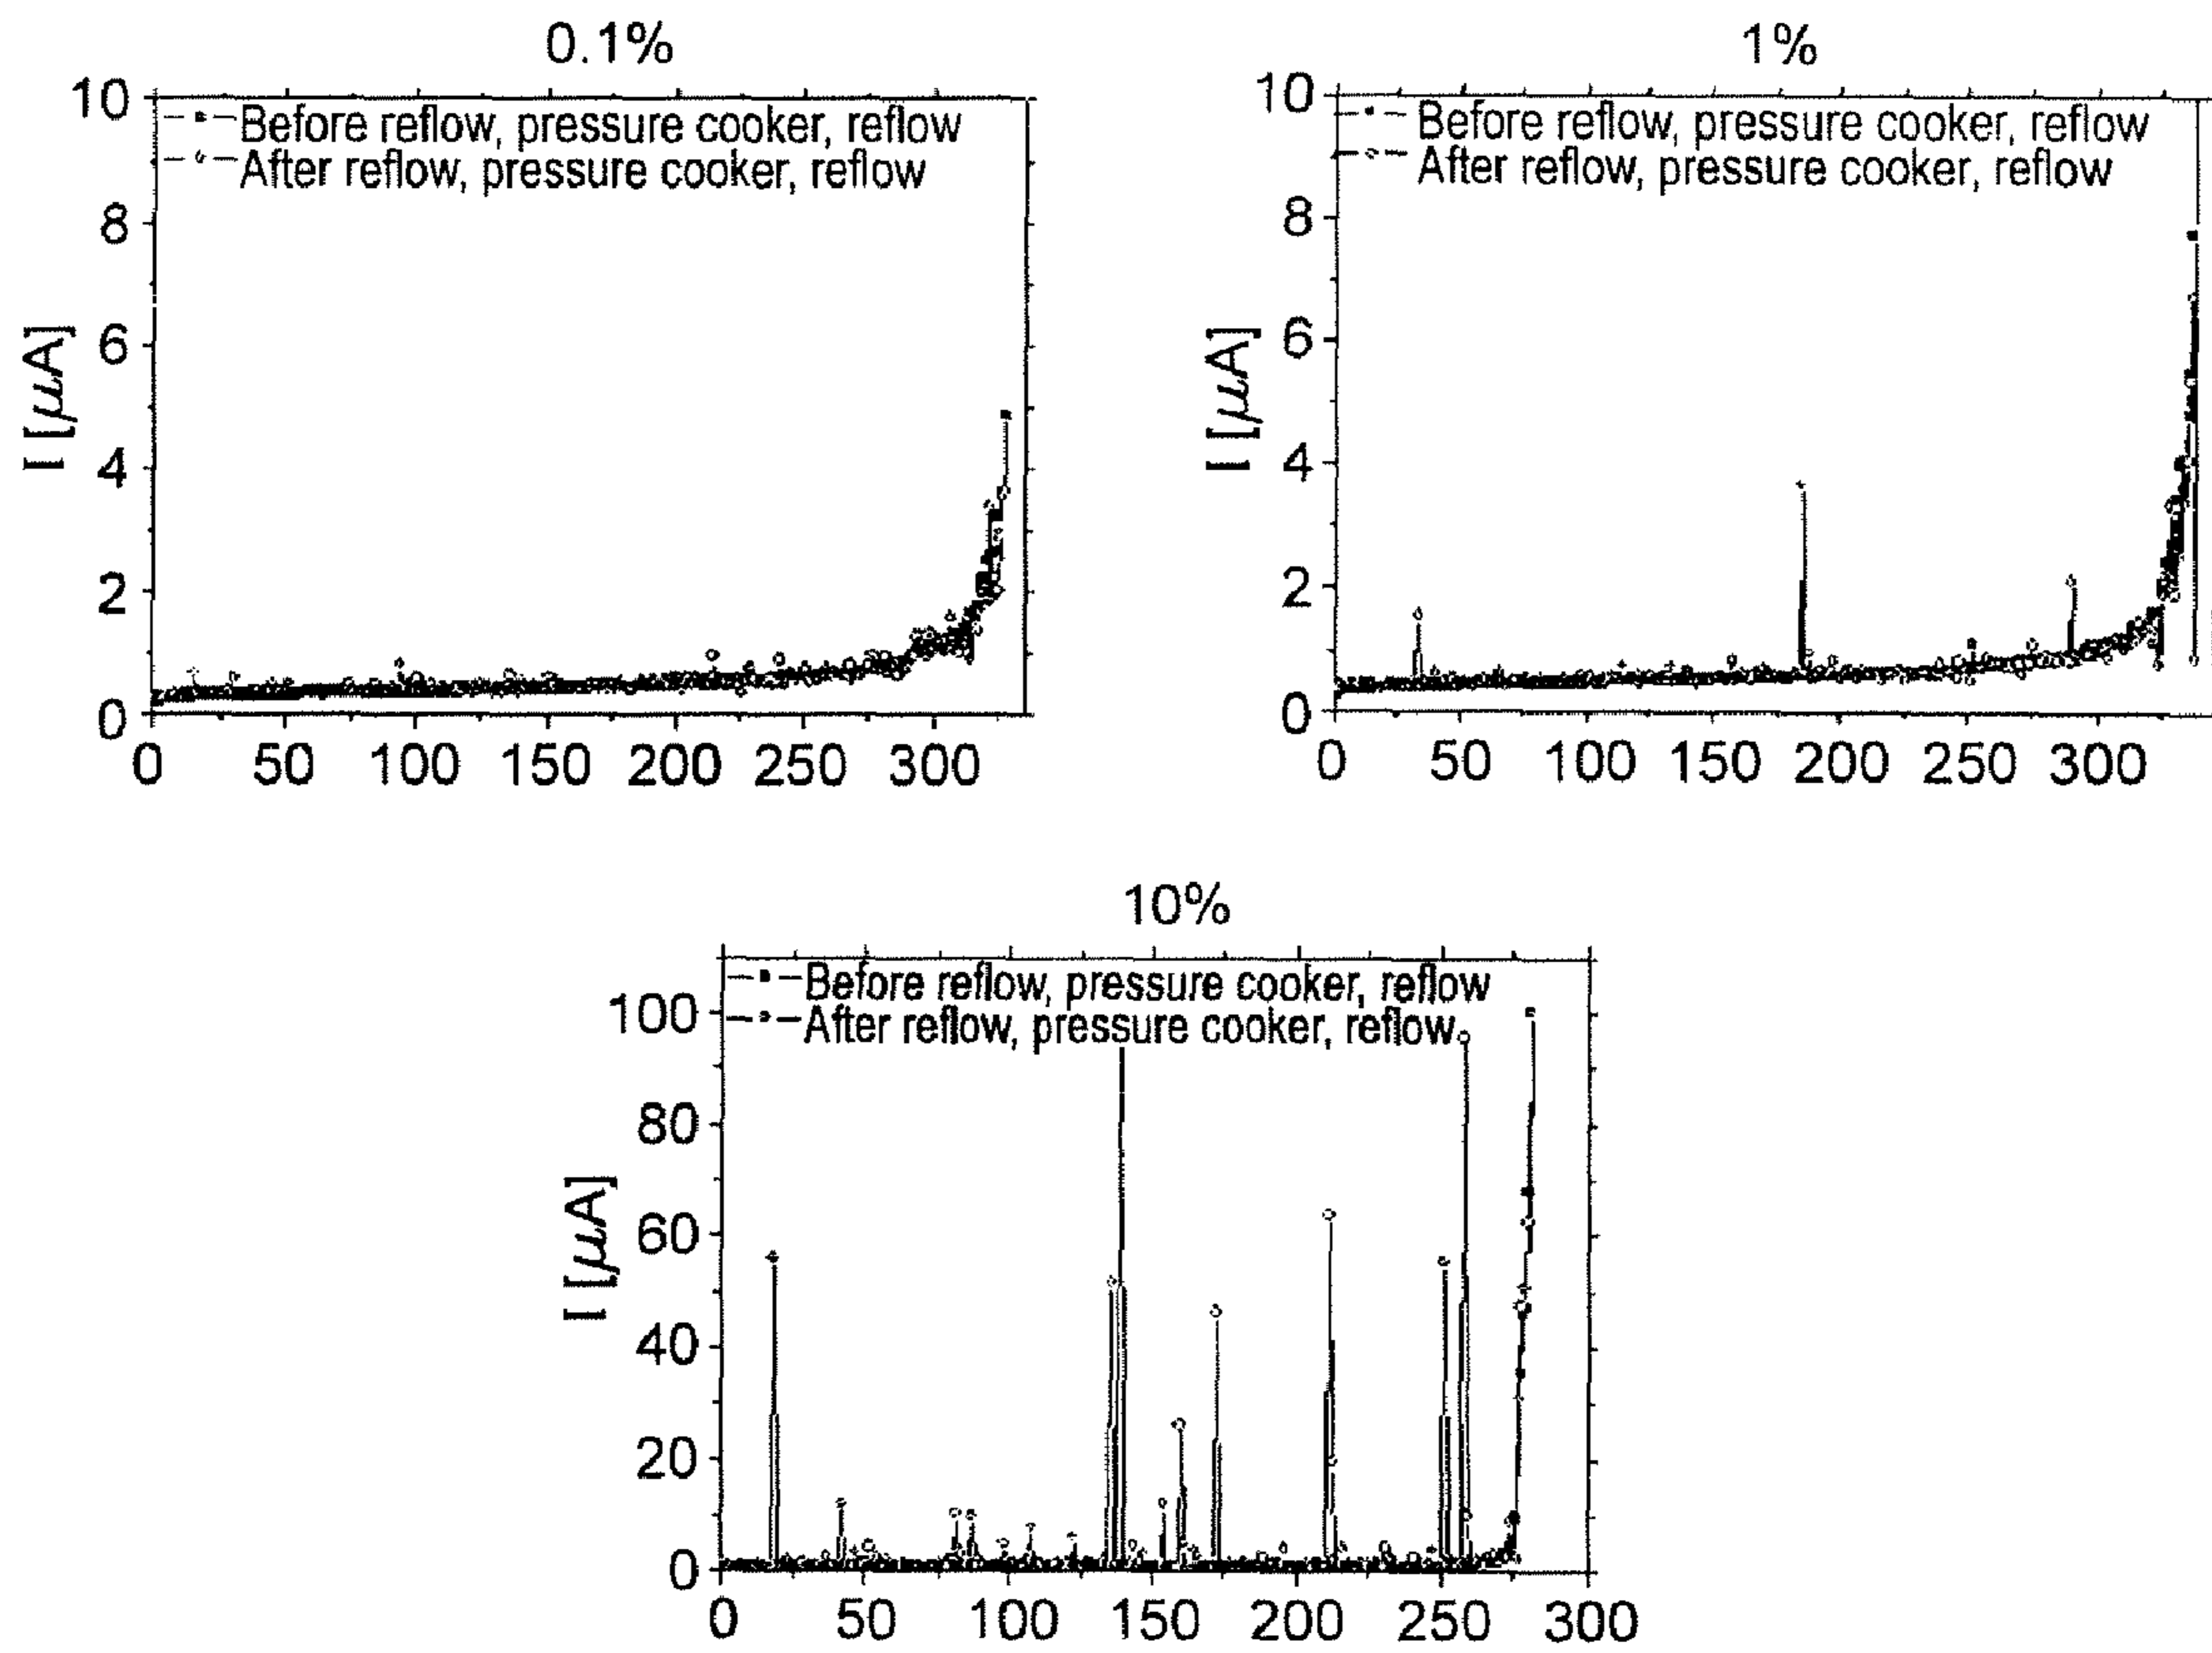 0.1%
10
Before reflow, pressure cooker, reflow
After reflow, pressure cooker, reflow
8
6
I [µA]
4
2
0
0 50 100 150 200 250 300
1%
10
Before reflow, pressure cooker, reflow
After reflow, pressure cooker, reflow
8
6
I [µA]
4
2
0
0 50 100 150 200 250 300
10%
Before reflow, pressure cooker, reflow
100
After reflow, pressure cooker, reflow
80
60
I [µA]
40
20
0
0 50 100 150 200 250 300